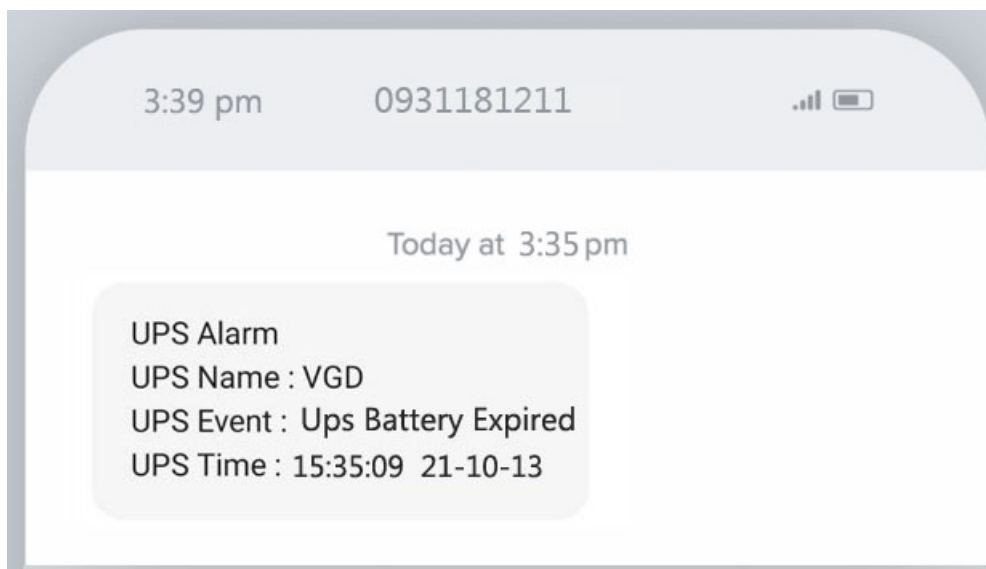 3:39 pm 0931181211
Today at 3:35 pm
UPS Alarm
UPS Name : VGD
UPS Event : Ups Battery Expired
UPS Time : 15:35:09 21-10-13